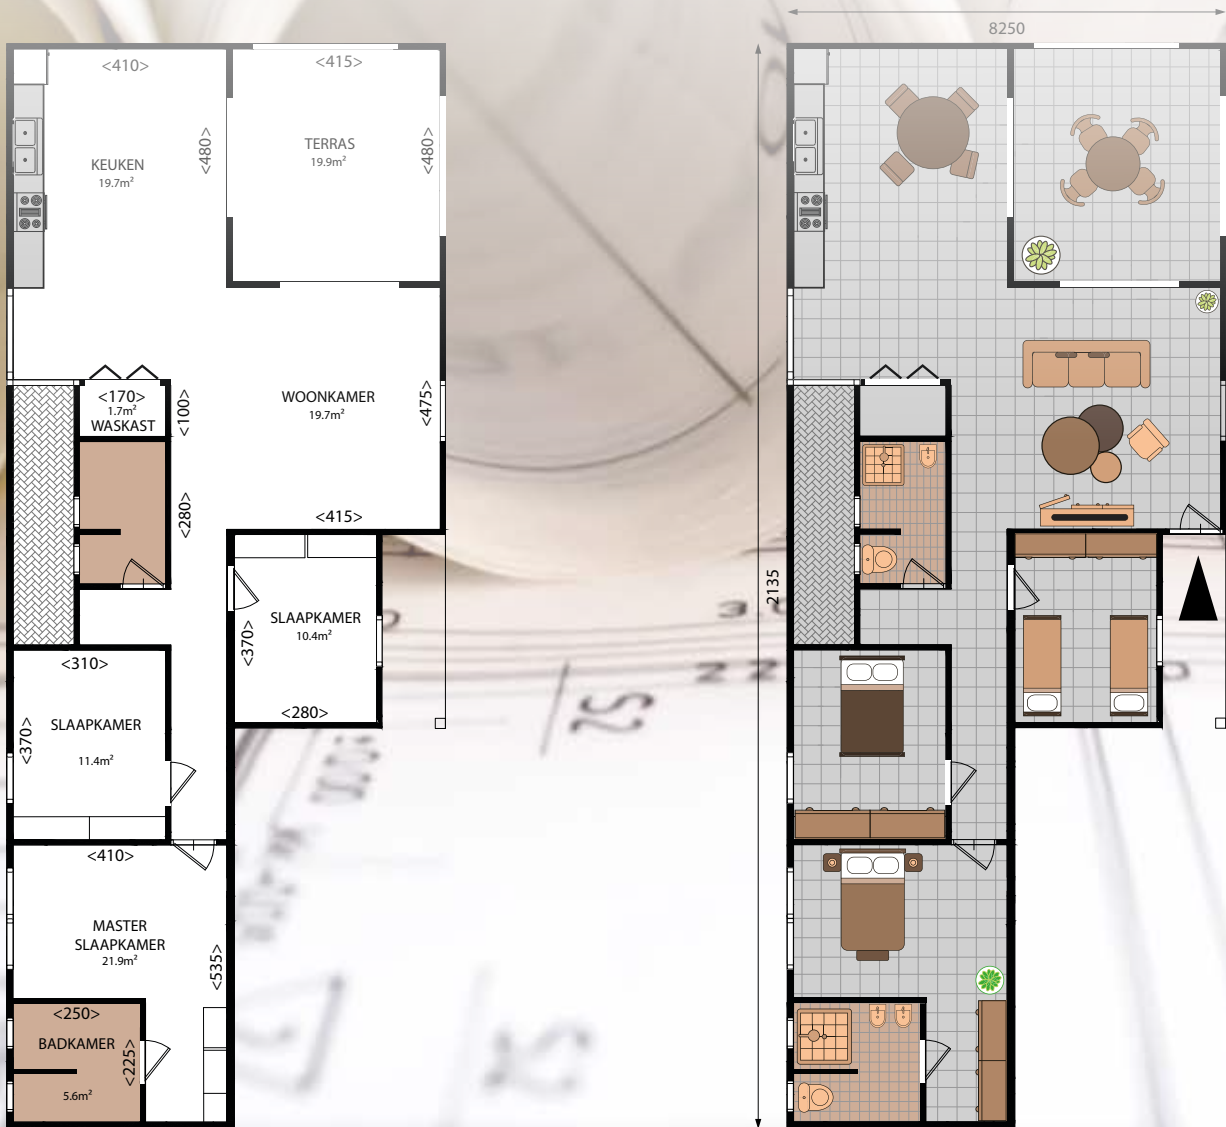 8250
<410>
<415>
<480>
<480>
KEUKEN
19.7m²
TERRAS
19.9m²
<170>
1.7m²
WASKAST
<100>
WOONKAMER
19.7m²
<475>
<280>
<415>
2135
SLAAPKAMER
10.4m²
<370>
<280>
<310>
SLAAPKAMER
<370>
11.4m²
<410>
MASTER
SLAAPKAMER
21.9m²
<535>
<250>
BADKAMER
<225>
5.6m²